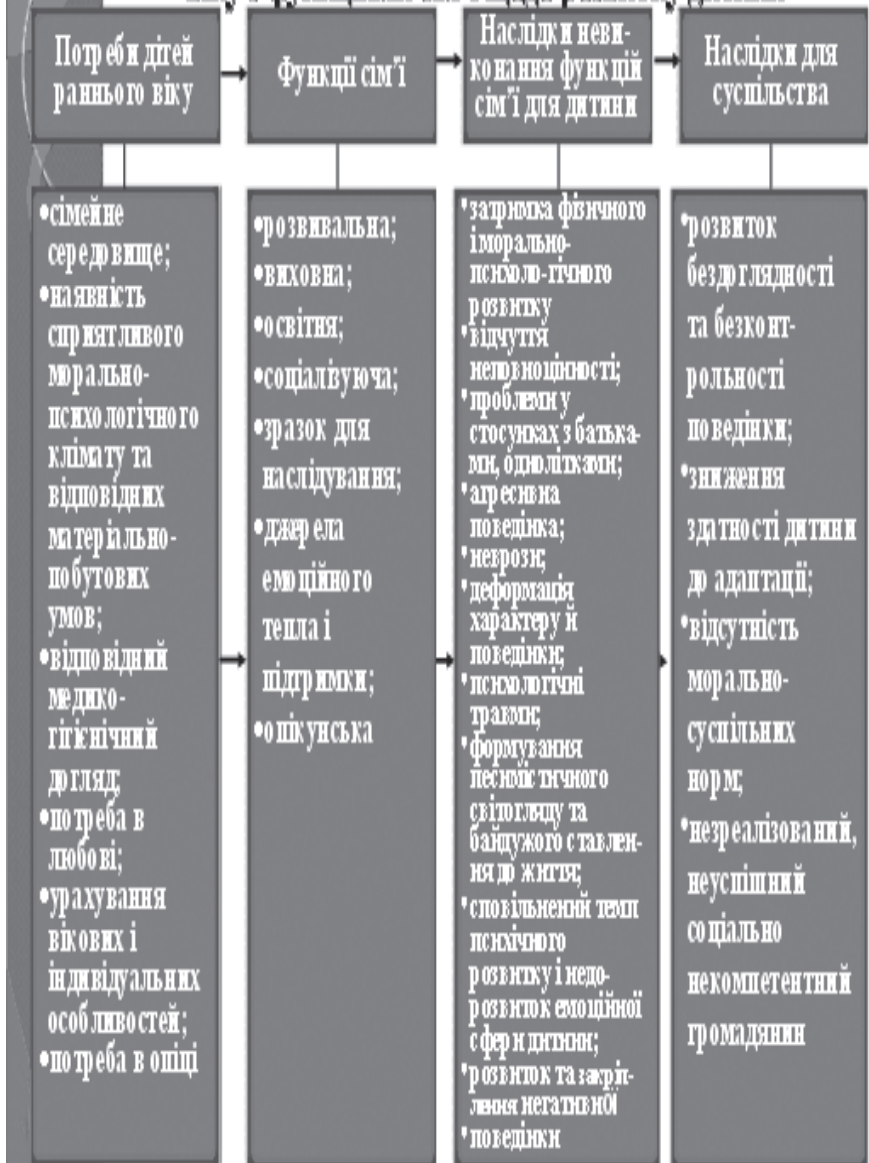 Потреби дітей
раннього віку
Функції сім’ї
Наслідки неви-
конання функцій
сім’ї для дитини
Наслідки для
суспільства
•сімейне
середовище;
•наявність
сприятливого
морально-
психологічного
клімату та
відповідних
матеріально-
побутових
умов;
•відповідний
медико-
гігієнічний
догляд;
•потреба в
любові;
•урахування
вікових і
індивідуальних
особливостей;
•потреба в опіці
•розвивальна;
•виховна;
•освітня;
•соціалізуюча;
•зразок для
наслідування;
•джерела
емоційного
тепла і
підтримки;
•опікунська
•затримка фізичного
і морально-
психоло-гічного
розвитку
•відчуття
неповноцінності;
•проблеми у
стосунках з батька-
ми, однолітками;
•агресивна
поведінка;
•неврози;
•деформація
характеру й
поведінки;
•психологічні
травми;
•формування
песимістичного
світогляду та
байдужого ставлен-
ня до життя;
•сповільнений темп
психічного
розвитку і недо-
розвиток емоційної
сфери дитини;
•розвиток та закріп-
лення негативної
•поведінки
•розвиток
бездоглядності
та безконт-
рольності
поведінки;
•зниження
здатності дитини
до адаптації;
•відсутність
морально-
суспільних
норм;
•незреалізований,
неуспішний
соціально
некомпетентний
громадянин